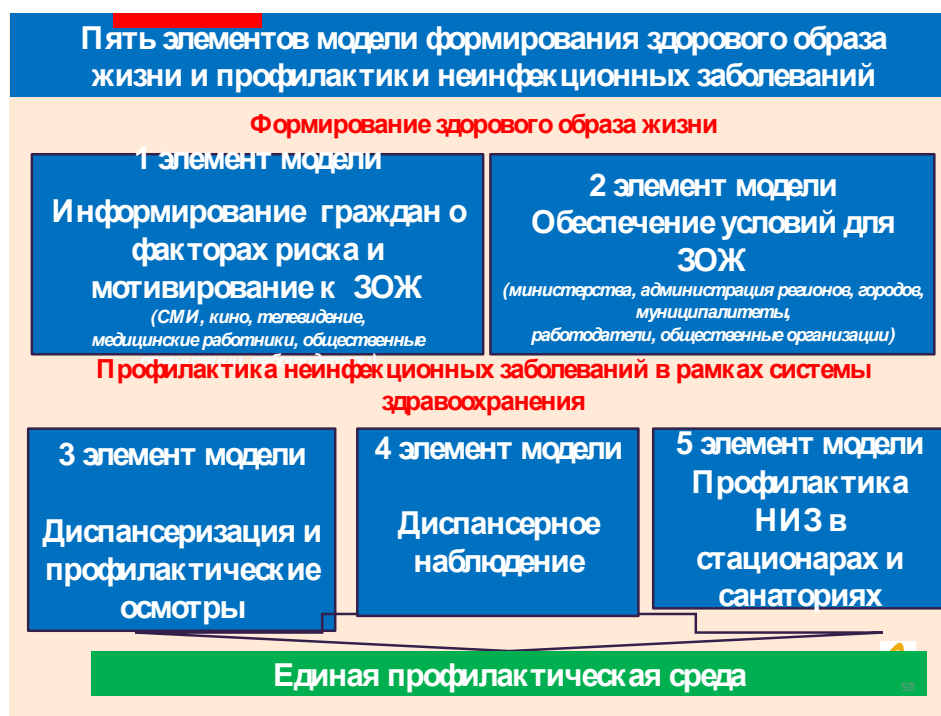 Пять элементов модели формирования здорового образа
жизни и профилактики неинфекционных заболеваний
Формирование здорового образа жизни
1 элемент модели
Информирование граждан о
факторах риска и
мотивирование к ЗОЖ
(СМИ, кино, телевидение,
медицинские работники, общественные
организации, работодатели)
2 элемент модели
Обеспечение условий для
ЗОЖ
(министерства, администрация регионов, городов,
муниципалитеты,
работодатели, общественные организации)
Профилактика неинфекционных заболеваний в рамках системы
здравоохранения
3 элемент модели
Диспансеризация и
профилактические
осмотры
4 элемент модели
Диспансерное
наблюдение
5 элемент модели
Профилактика
НИЗ в
стационарах и
санаториях
Единая профилактическая среда